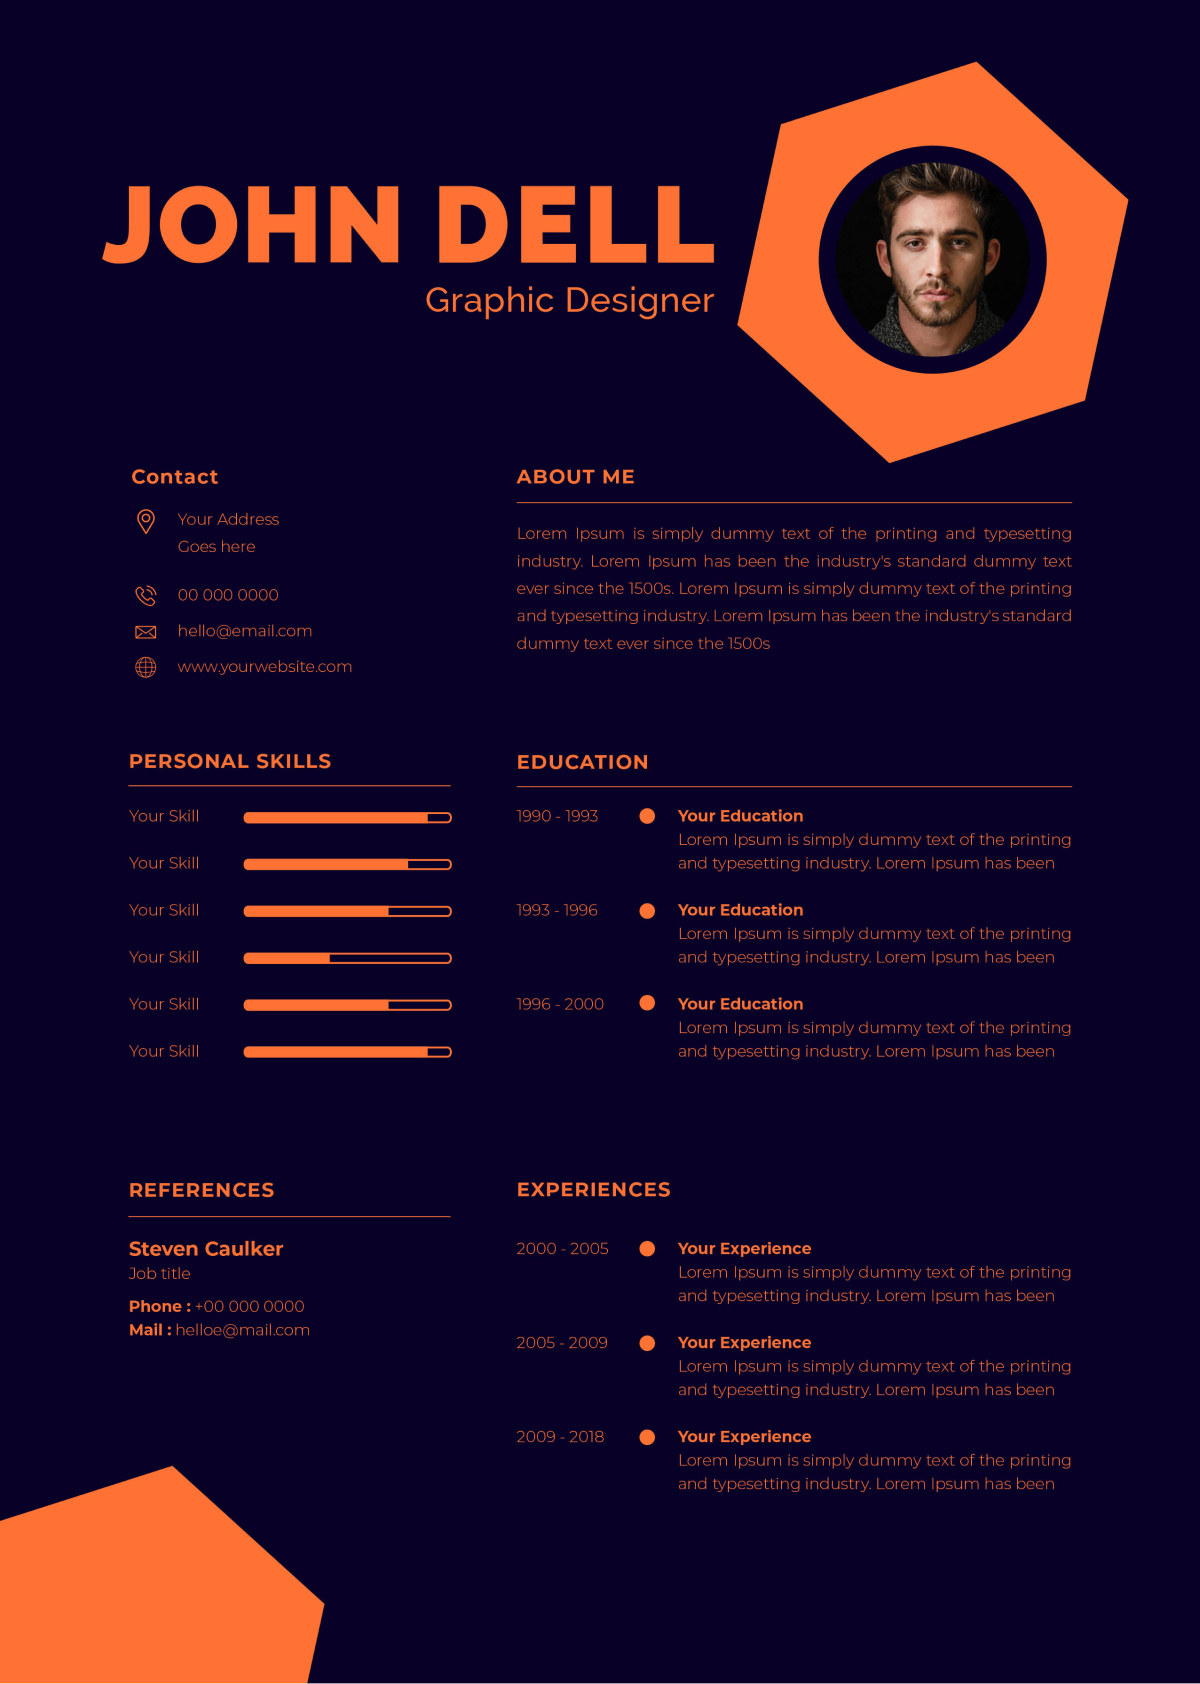 JOHN DELL
Graphic Designer
Contact
Your Address
Goes here
00 000 0000
hello@email.com
www.yourwebsite.com
ABOUT ME
Lorem Ipsum is simply dummy text of the printing and typesetting
industry. Lorem Ipsum has been the industry's standard dummy text
ever since the 1500s. Lorem Ipsum is simply dummy text of the printing
and typesetting industry. Lorem Ipsum has been the industry's standard
dummy text ever since the 1500s
PERSONAL SKILLS
Your Skill
Your Skill
Your Skill
Your Skill
Your Skill
Your Skill
EDUCATION
1990 - 1993 Your Education
Lorem Ipsum is simply dummy text of the printing
and typesetting industry. Lorem Ipsum has been
1993 - 1996 Your Education
Lorem Ipsum is simply dummy text of the printing
and typesetting industry. Lorem Ipsum has been
1996 - 2000 Your Education
Lorem Ipsum is simply dummy text of the printing
and typesetting industry. Lorem Ipsum has been
REFERENCES
Steven Caulker
Job title
Phone : +00 000 0000
Mail : helloe@mail.com
EXPERIENCES
2000 - 2005 Your Experience
Lorem Ipsum is simply dummy text of the printing
and typesetting industry. Lorem Ipsum has been
2005 - 2009 Your Experience
Lorem Ipsum is simply dummy text of the printing
and typesetting industry. Lorem Ipsum has been
2009 - 2018 Your Experience
Lorem Ipsum is simply dummy text of the printing
and typesetting industry. Lorem Ipsum has been